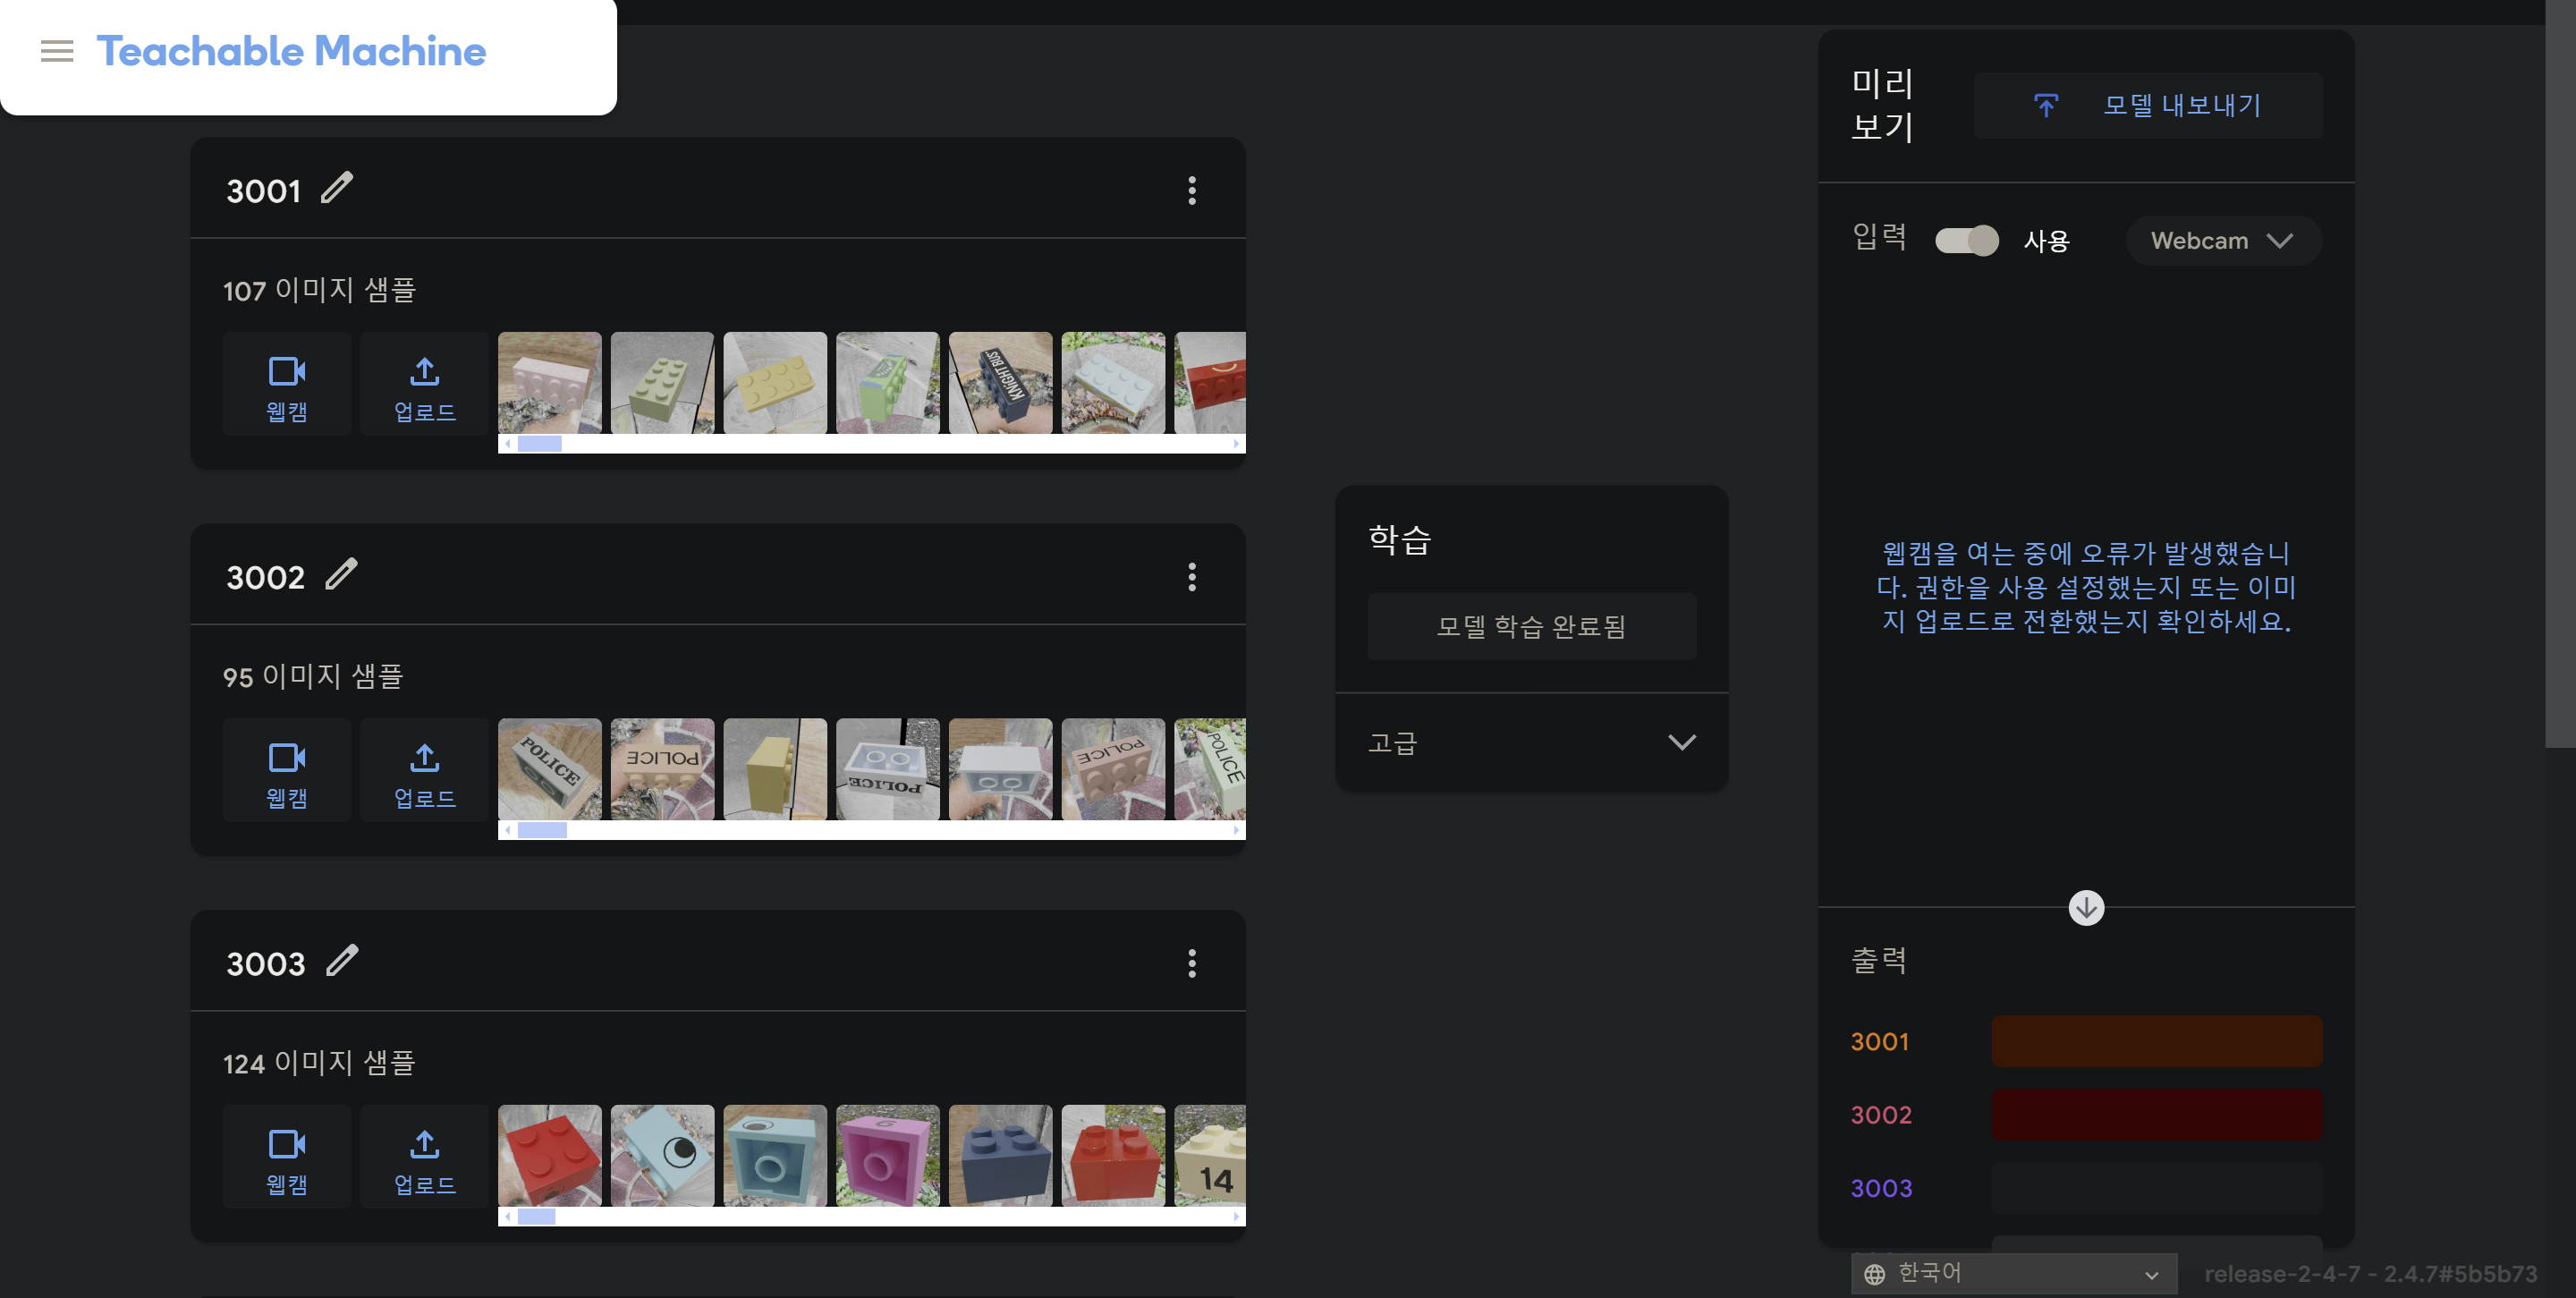 Teachable Machine
3001
107 이미지 샘플
웹캠
업로드
KNIGHT BUS
3002
95 이미지 샘플
웹캠
업로드
POLICE
POLICE
POLICE
POLICE
POLICE
3003
124 이미지 샘플
웹캠
업로드
14
학습
모델 학습 완료됨
고급
미리
보기
모델 내보내기
입력
사용
Webcam
웹캠을 여는 중에 오류가 발생했습니
다. 권한을 사용 설정했는지 또는 이미
지 업로드로 전환했는지 확인하세요.
출력
3001
3002
3003
한국어
release-2-4-7 - 2.4.7#5b5b73